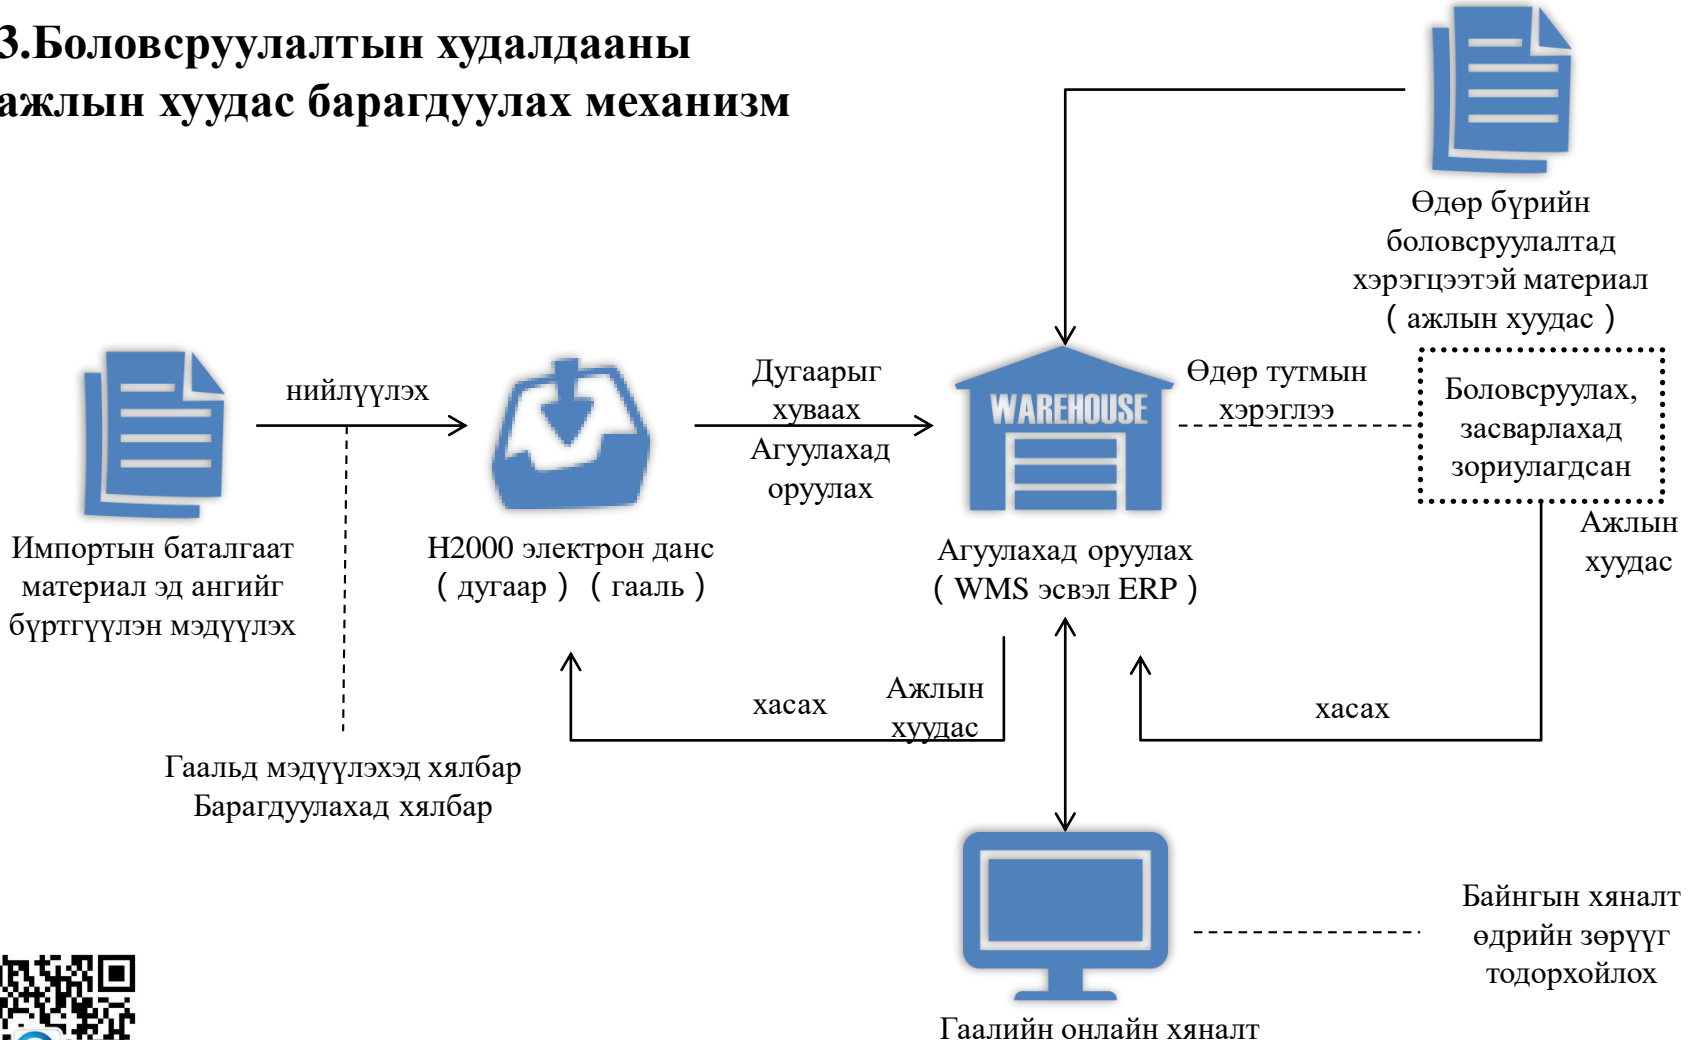 3.Боловсруулалтын худалдааны
ажлын хуудас барагдуулах механизм
Өдөр бүрийн
боловсруулалтад
хэрэгцээтэй материал
( ажлын хуудас )
нийлүүлэх
Дугаарыг
хуваах
Агуулахад
оруулах
WAREHOUSE
Өдөр тутмын
хэрэглээ
Боловсруулах,
засварлахад
зориулагдсан
Ажлын
хуудас
Импортын баталгаат
материал эд ангийг
бүртгүүлэн мэдүүлэх
H2000 электрон данс
( дугаар ) ( гааль )
Агуулахад оруулах
( WMS эсвэл ERP )
хасах
Ажлын
хуудас
хасах
Гаальд мэдүүлэхэд хялбар
Барагдуулахад хялбар
Байнгын хяналт
өдрийн зөрүүг
тодорхойлох
Гаалийн онлайн хяналт